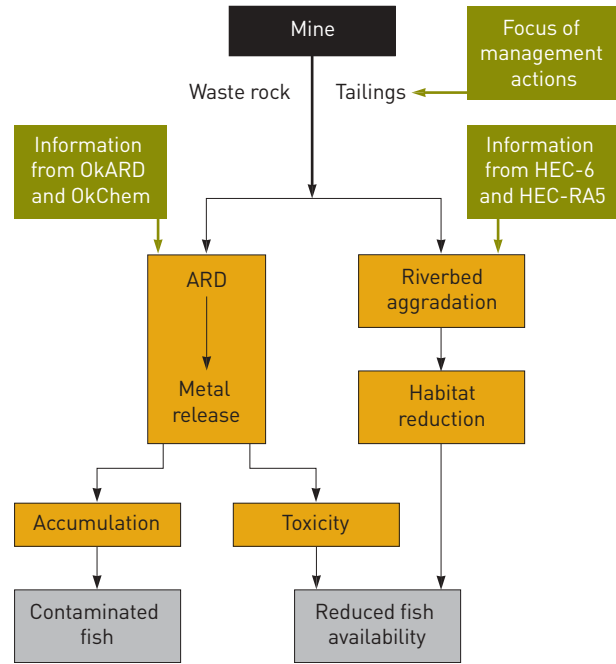 Mine
Focus of
management
actions
Waste rock
Tailings
Information
from OkARD
and OkChem
Information
from HEC-6
and HEC-RA5
ARD
Metal
release
Riverbed
aggradation
Habitat
reduction
Accumulation
Toxicity
Contaminated
fish
Reduced fish
availability